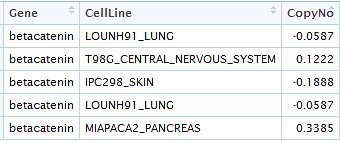 Gene CellLine CopyNo
betacatenin LOUNH91_LUNG -0.0587
betacatenin T98G_CENTRAL_NERVOUS_SYSTEM 0.1222
betacatenin IPC298_SKIN -0.1888
betacatenin LOUNH91_LUNG -0.0587
betacatenin MIAPACA2_PANCREAS 0.3385